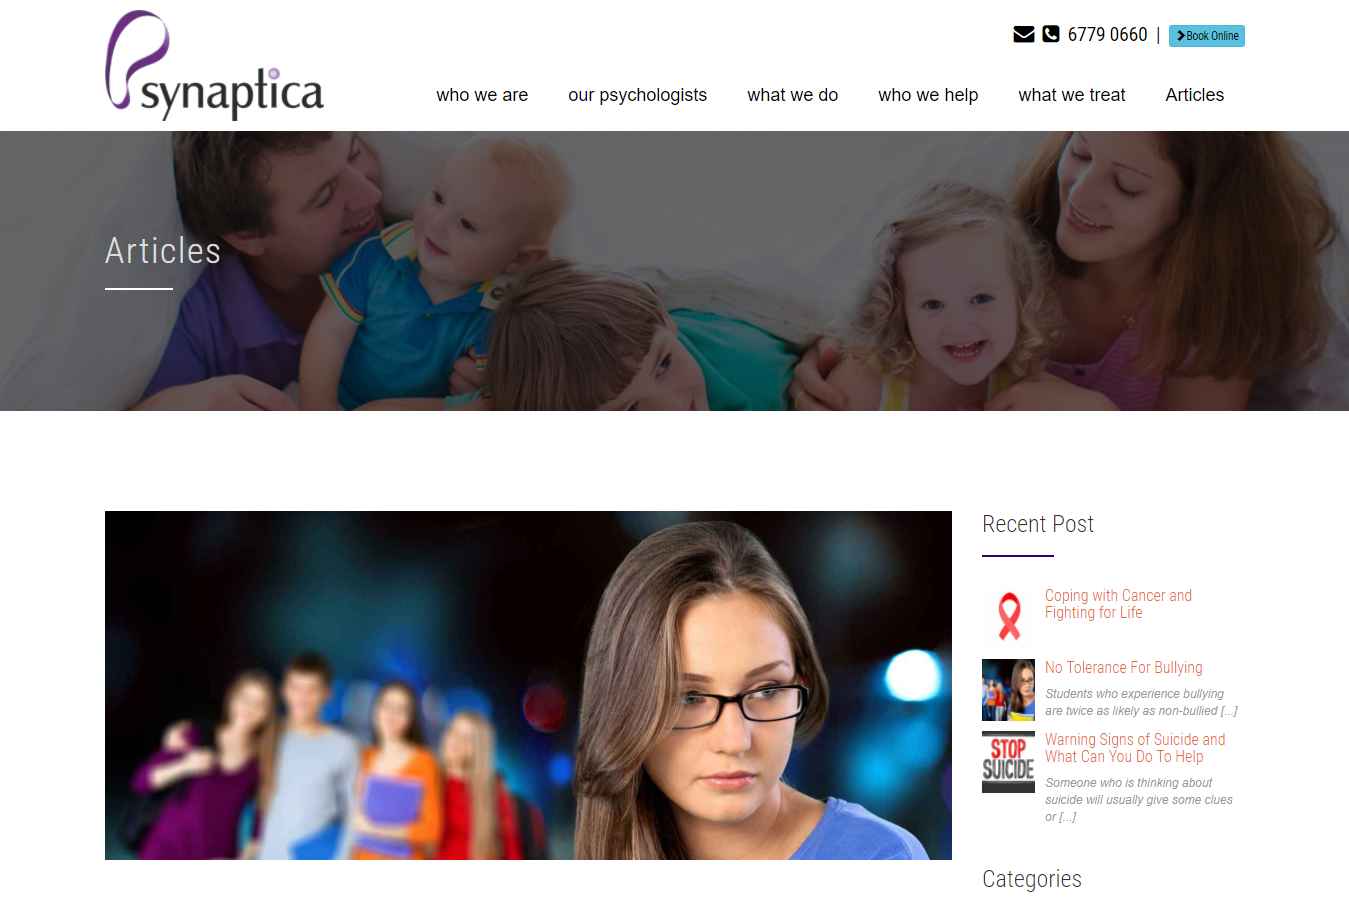 Psynaptica
6779 0660 | Book Online
who we are our psychologists what we do who we help what we treat Articles
Articles
Recent Post
Coping with Cancer and
Fighting for Life
No Tolerance For Bullying
Students who experience bullying
are twice as likely as non-bullied [...]
STOP
SUICIDE
Warning Signs of Suicide and
What Can You Do To Help
Someone who is thinking about
suicide will usually give some clues
or [...]
Categories